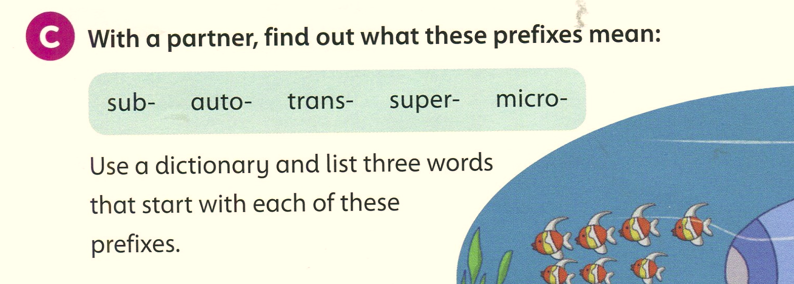 C With a partner, find out what these prefixes mean:
sub- auto- trans- super- micro-
Use a dictionary and list three words
that start with each of these
prefixes.